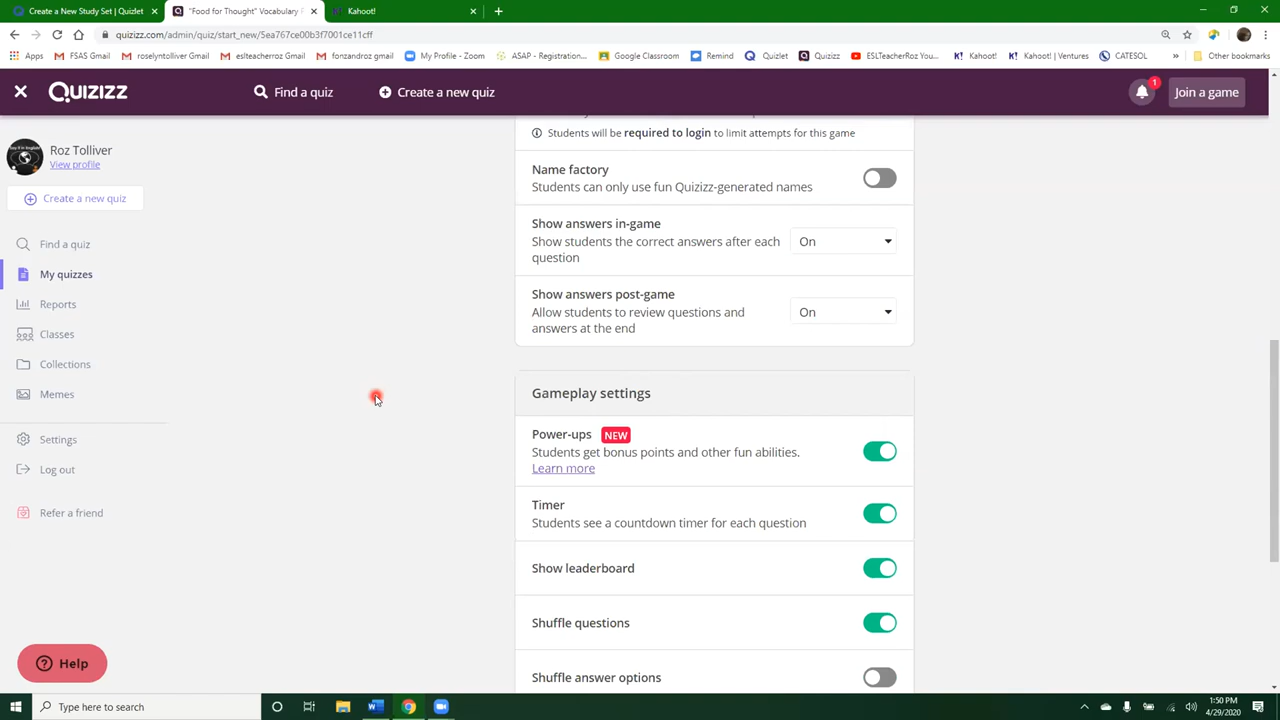 Create a New Study Set | Quizlet
"Food for Thought" Vocabulary
Kahoot!
quizizz.com/admin/quiz/start_new/5ea767ce00b3f7001ce11cff
Apps
FSAS Gmail
roselyntolliver Gmail
eslteacherroz Gmail
fonzandroz gmail
My Profile - Zoom
ASAP - Registration...
Google Classroom
Remind
Quizlet
Quizizz
ESLTeacherRoz You...
Kahoot!
Kahoot! | Ventures
CATESOL
Other bookmarks
Quizizz
Find a quiz
Create a new quiz
1
Join a game
Roz Tolliver
View profile
Create a new quiz
Find a quiz
My quizzes
Reports
Classes
Collections
Memes
Settings
Log out
Refer a friend
Help
Students will be required to login to limit attempts for this game
Name factory
Students can only use fun Quizizz-generated names
Show answers in-game
Show students the correct answers after each
question
On
Show answers post-game
Allow students to review questions and
answers at the end
On
Gameplay settings
Power-ups NEW
Students get bonus points and other fun abilities.
Learn more
Timer
Students see a countdown timer for each question
Show leaderboard
Shuffle questions
Shuffle answer options
Type here to search
1:50 PM
4/29/2020